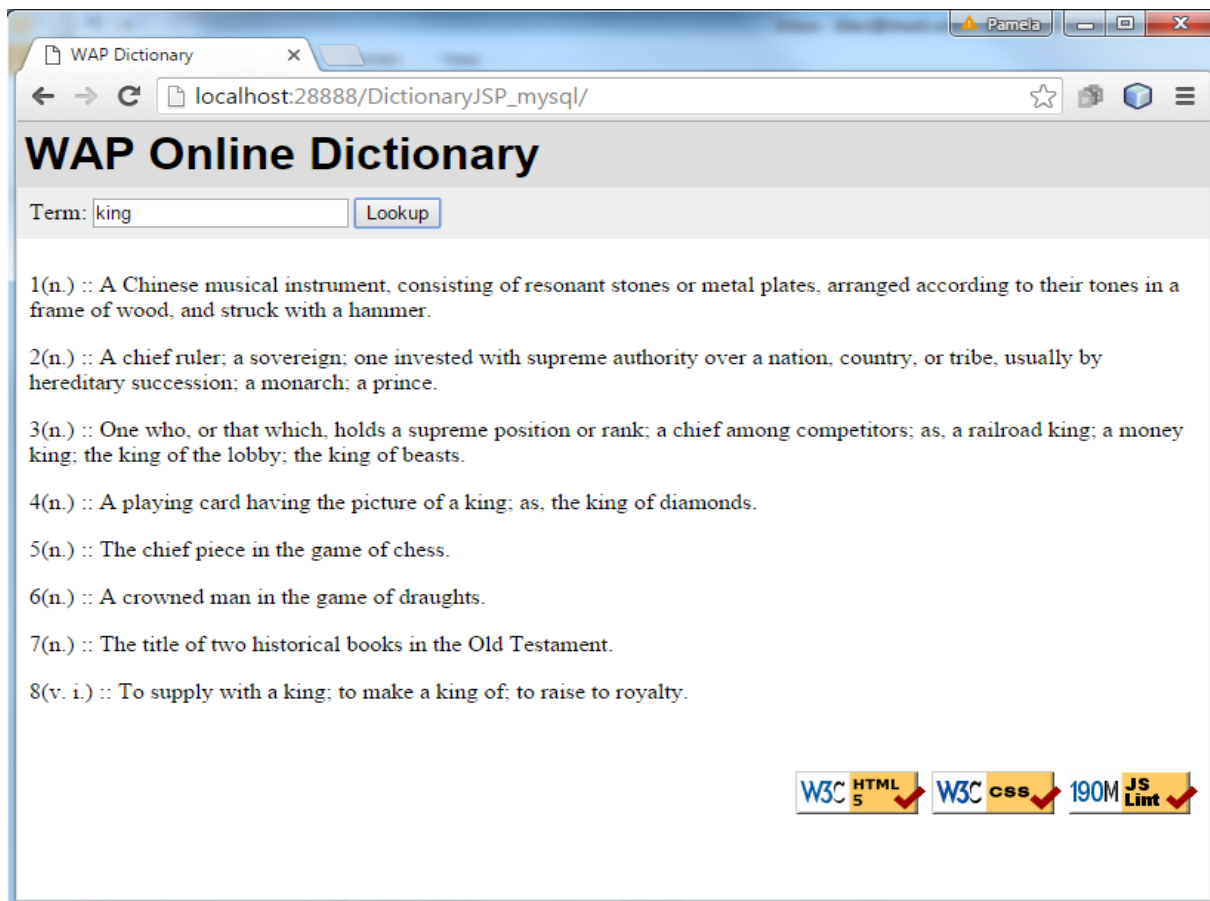 Pamela
WAP Dictionary
localhost:28888/DictionaryJSP_mysql/
WAP Online Dictionary
Term: king Lookup
1(n.) :: A Chinese musical instrument, consisting of resonant stones or metal plates, arranged according to their tones in a
frame of wood, and struck with a hammer.
2(n.) :: A chief ruler; a sovereign; one invested with supreme authority over a nation, country, or tribe, usually by
hereditary succession; a monarch; a prince.
3(n.) :: One who, or that which, holds a supreme position or rank; a chief among competitors; as, a railroad king; a money
king; the king of the lobby; the king of beasts.
4(n.) :: A playing card having the picture of a king; as, the king of diamonds.
5(n.) :: The chief piece in the game of chess.
6(n.) :: A crowned man in the game of draughts.
7(n.) :: The title of two historical books in the Old Testament.
8(v. i.) :: To supply with a king; to make a king of; to raise to royalty.
W3C HTML 5 W3C css 190M JS Lint